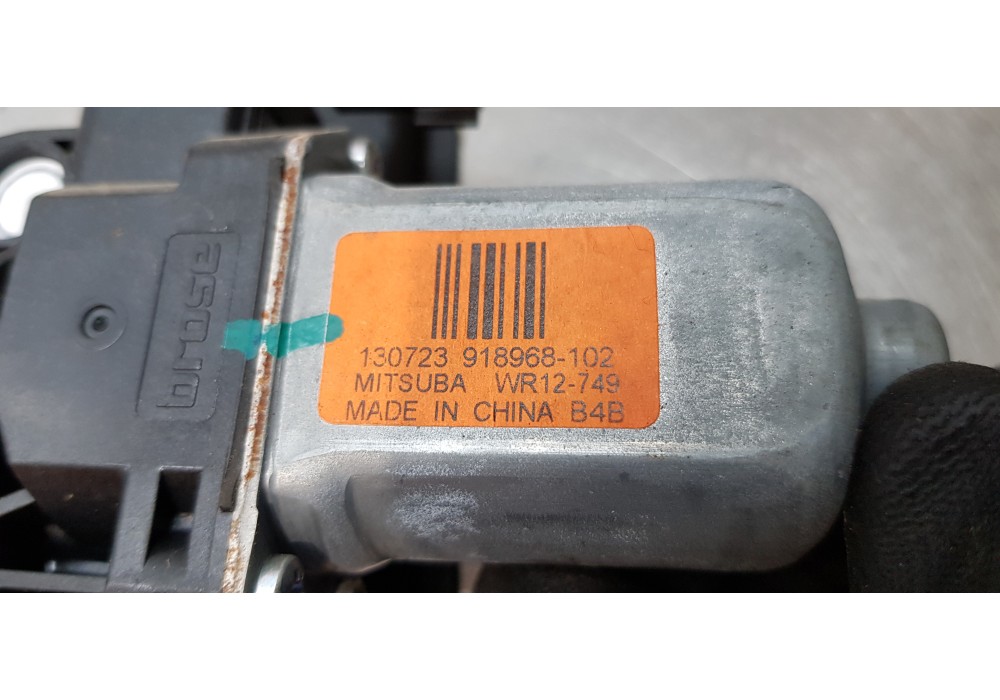 brose
130723 918968-102
MITSUBA WR12-749
MADE IN CHINA B4B